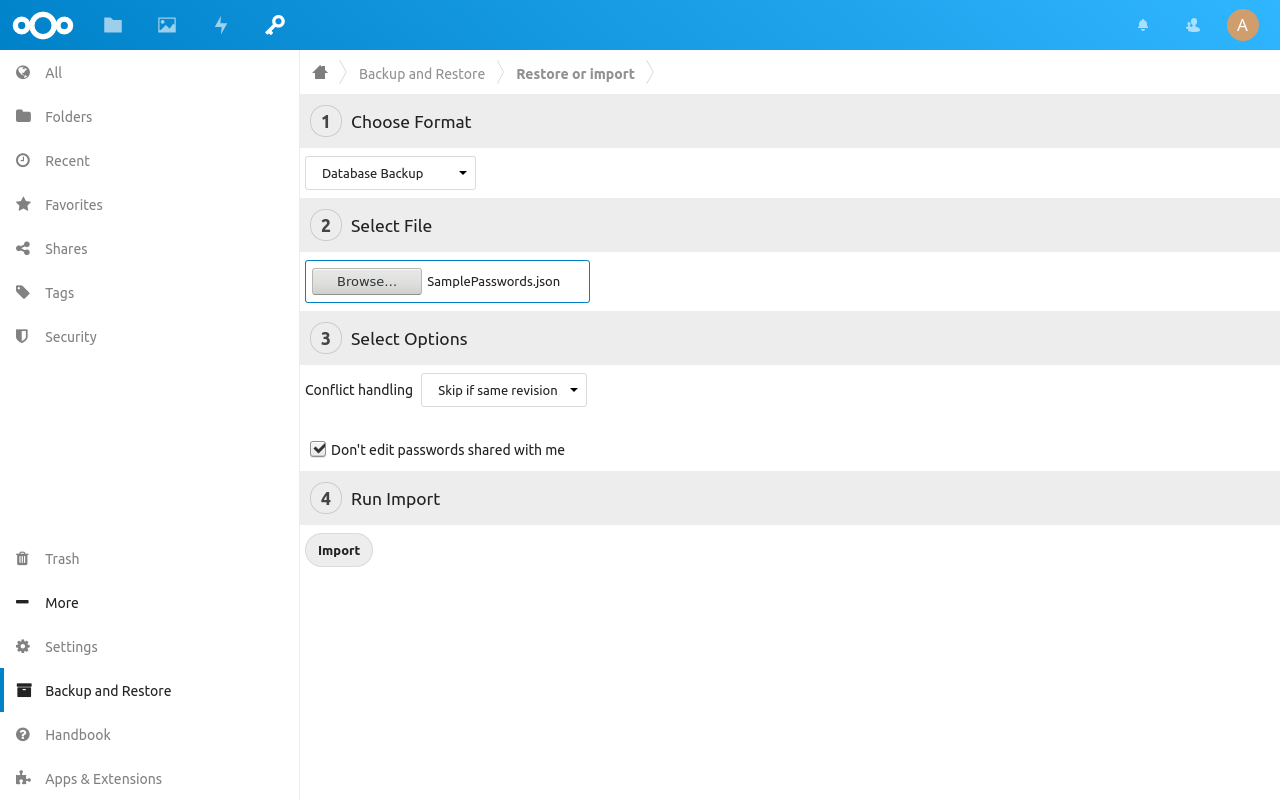 A
All
Folders
Recent
Favorites
Shares
Tags
Security
Trash
More
Settings
Backup and Restore
Handbook
Apps & Extensions
Backup and Restore
Restore or import
1 Choose Format
Database Backup
2 Select File
Browse... SamplePasswords.json
3 Select Options
Conflict handling Skip if same revision
Don't edit passwords shared with me
4 Run Import
Import